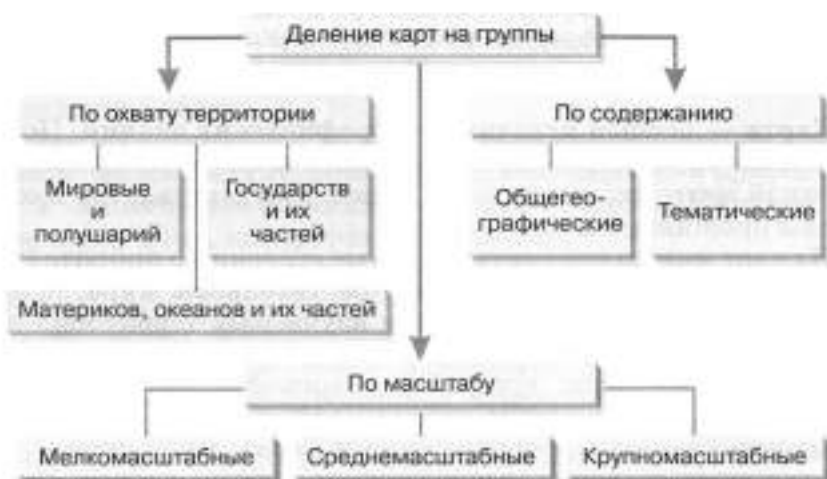 Деление карт на группы
По охвату территории
По содержанию
Мировые
и
полушарий
Государств
и их
частей
Общегео-
графические
Тематические
Материков, океанов и их частей
По масштабу
Мелкомасштабные
Среднемасштабные
Крупномасштабные